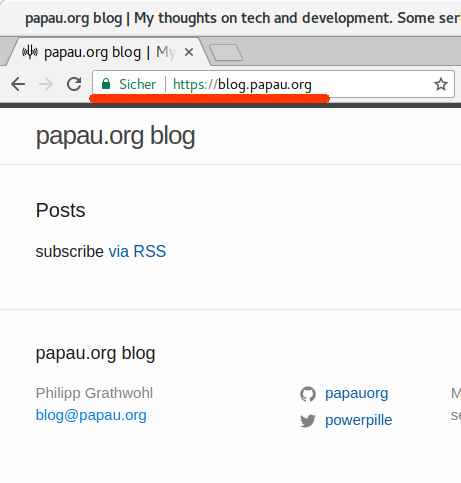 papau.org blog | My thoughts on tech and development. Some seri
papau.org blog | My
Sicher https://blog.papau.org
papau.org blog
Posts
subscribe via RSS
papau.org blog
Philipp Grathwohl
blog@papau.org
papauorg
powerpille
M
se